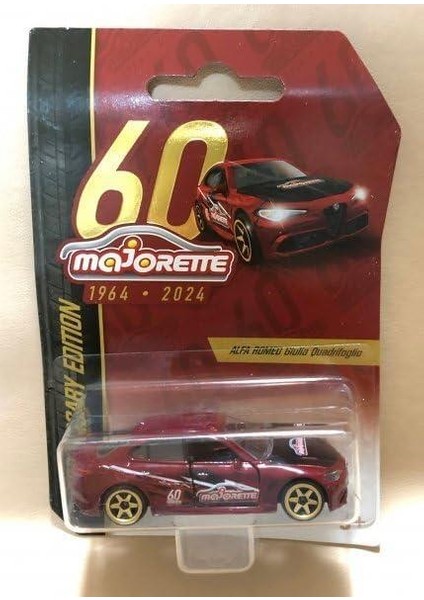 60
MAJORETTE
1964 • 2024
EDITION
ALFA ROMEO Giulia Quadrifoglio
60
MAJORETTE